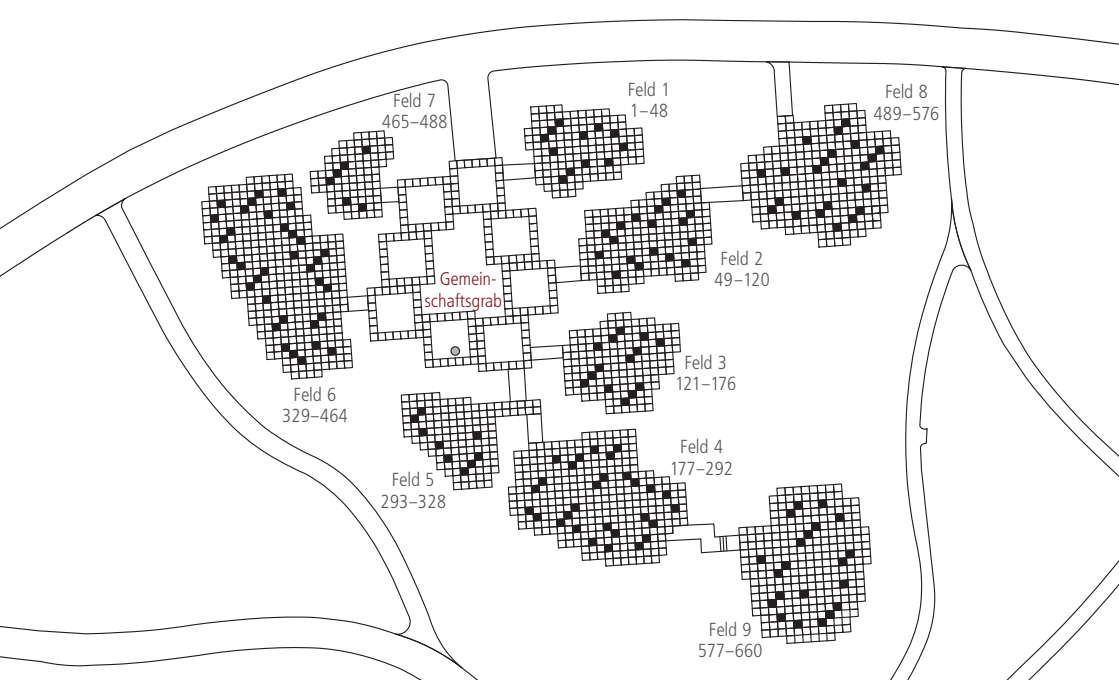 Feld 7
465–488
Feld 1
1–48
Feld 8
489–576
Feld 2
49–120
Gemein-
schaftsgrab
Feld 3
121–176
Feld 6
329–464
Feld 4
177–292
Feld 5
293–328
Feld 9
577–660